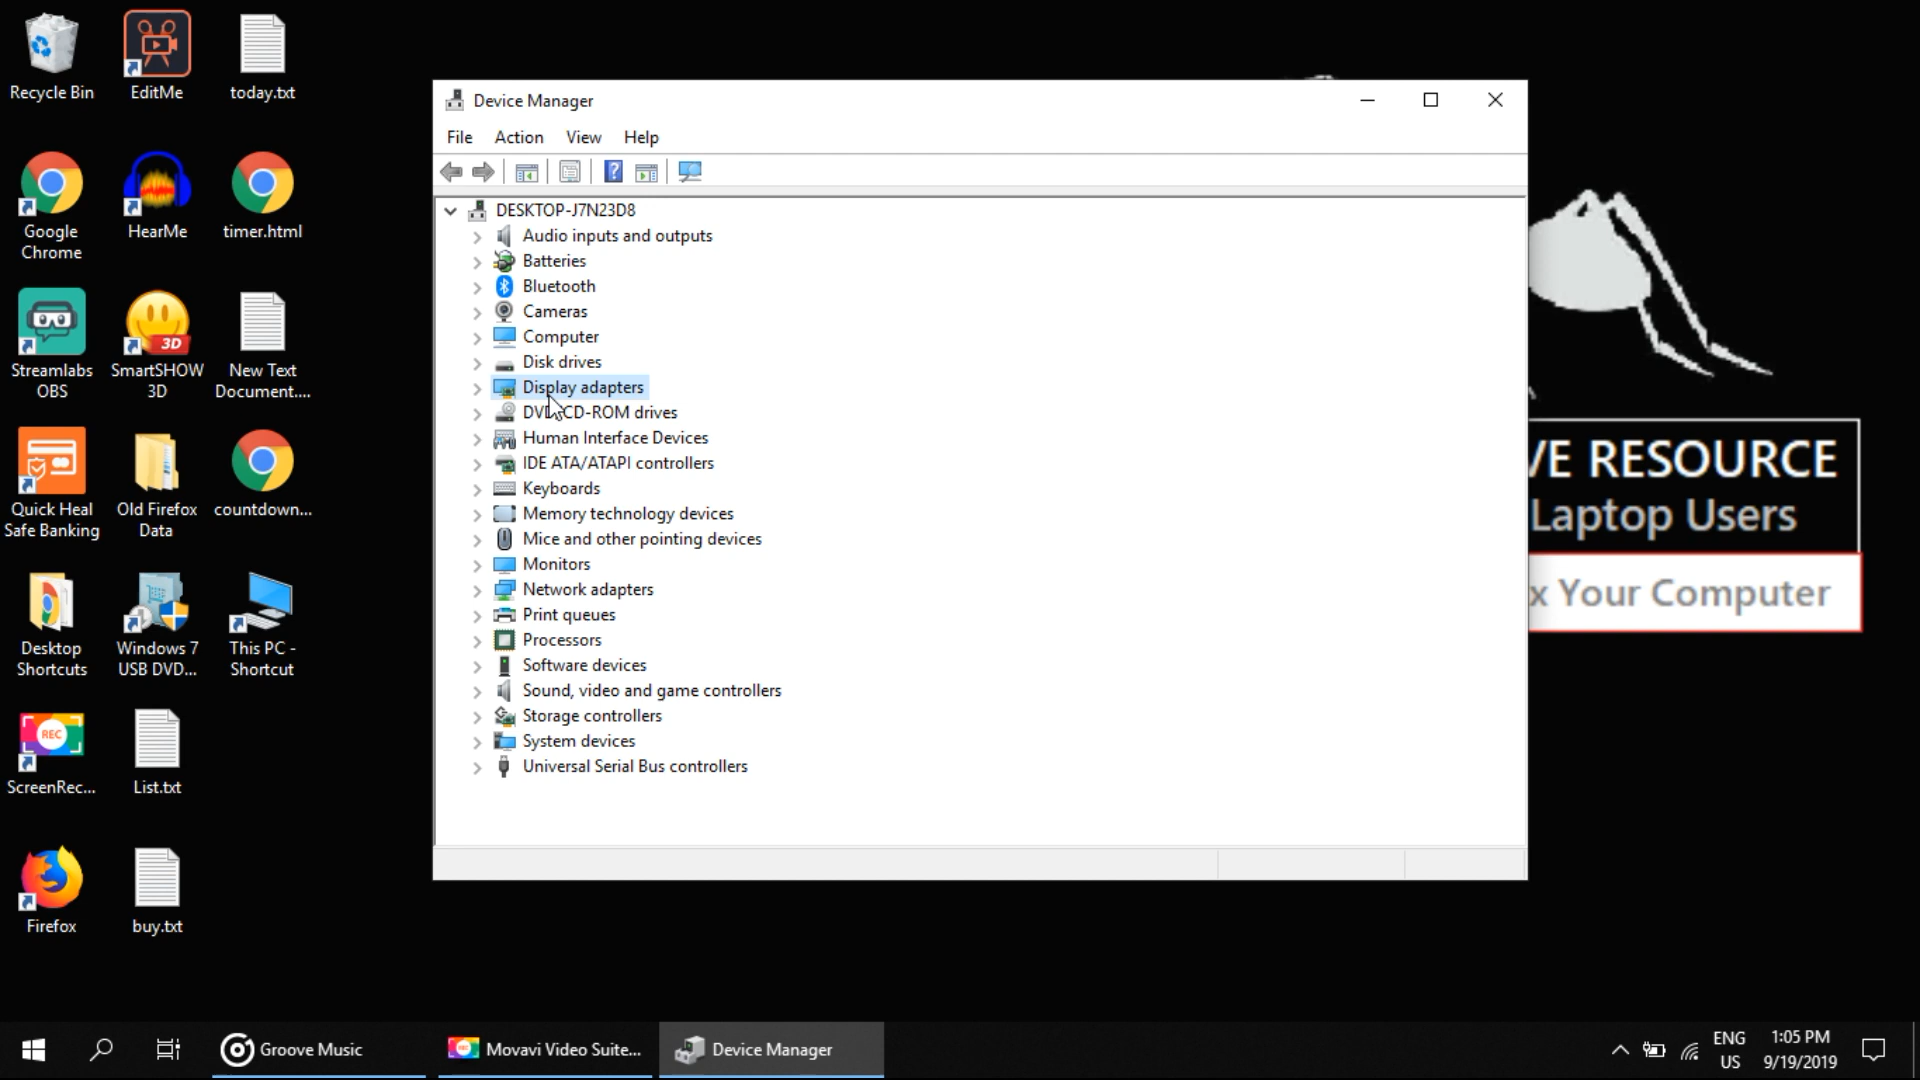 Recycle Bin
EditMe
today.txt
Google
Chrome
HearMe
timer.html
Streamlabs
OBS
SmartSHOW
3D
3D
New Text
Document....
Quick Heal
Safe Banking
Old Firefox
Data
countdown...
Desktop
Shortcuts
Windows 7
USB DVD...
This PC -
Shortcut
REC
ScreenRec...
List.txt
Firefox
buy.txt
Device Manager
File Action View Help
DESKTOP-J7N23D8
Audio inputs and outputs
Batteries
Bluetooth
Cameras
Computer
Disk drives
Display adapters
CD-ROM drives
Human Interface Devices
IDE ATA/ATAPI controllers
Keyboards
Memory technology devices
Mice and other pointing devices
Monitors
Network adapters
Print queues
Processors
Software devices
Sound, video and game controllers
Storage controllers
System devices
Universal Serial Bus controllers
VE RESOURCE
Laptop Users
x Your Computer
Groove Music
Movavi Video Suite...
Device Manager
ENG
US
1:05 PM
9/19/2019